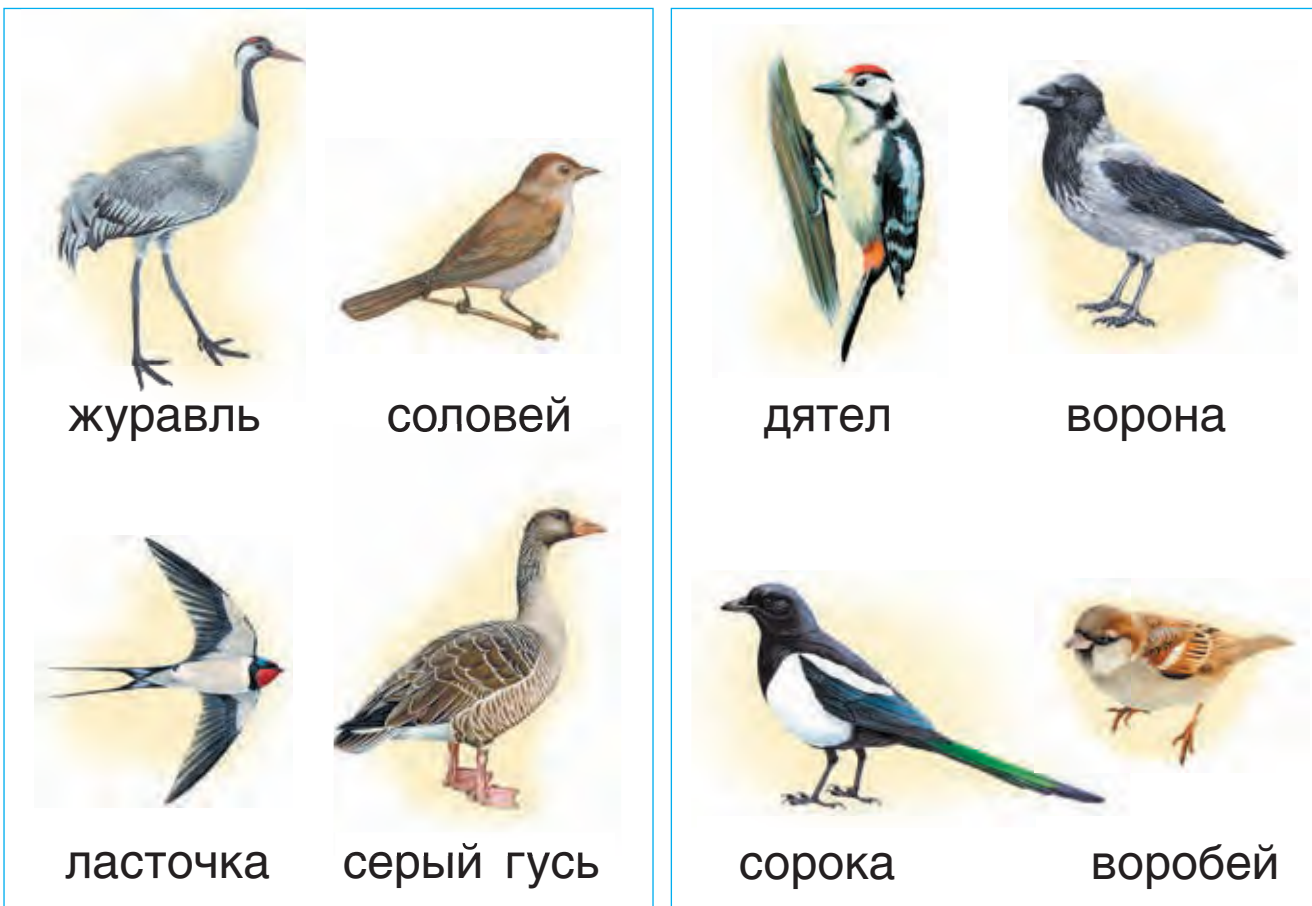 журавль соловей
ласточка серый гусь
дятел ворона
сорока воробей